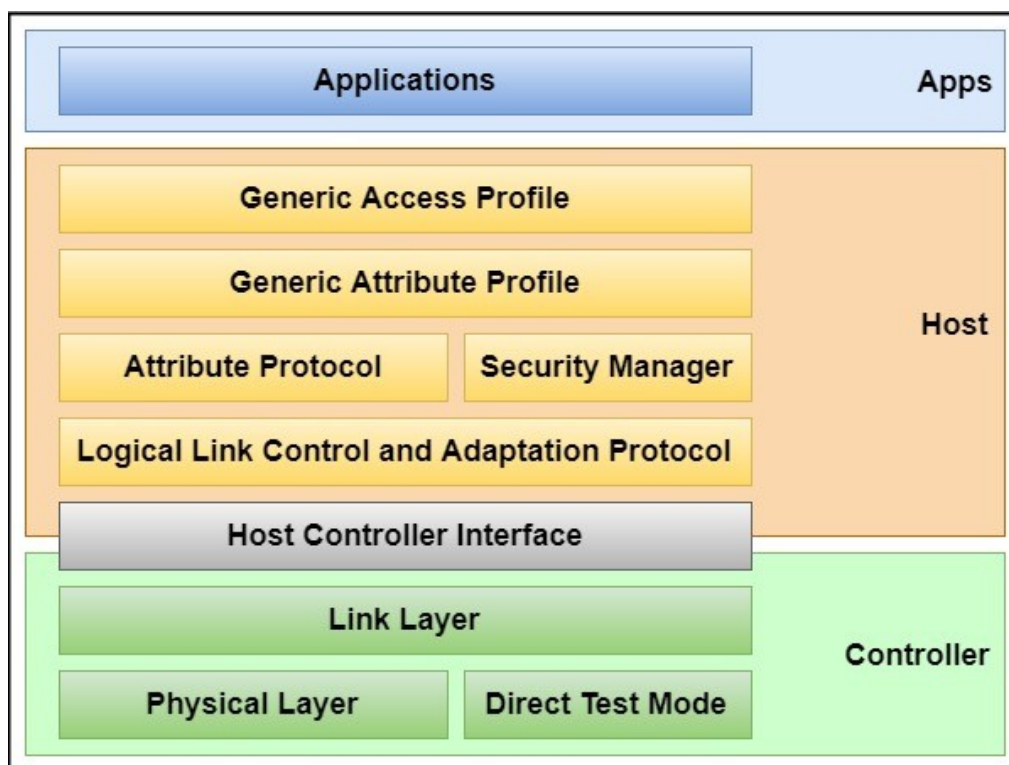 Applications
Apps
Generic Access Profile
Generic Attribute Profile
Host
Attribute Protocol
Security Manager
Logical Link Control and Adaptation Protocol
Host Controller Interface
Link Layer
Controller
Physical Layer
Direct Test Mode